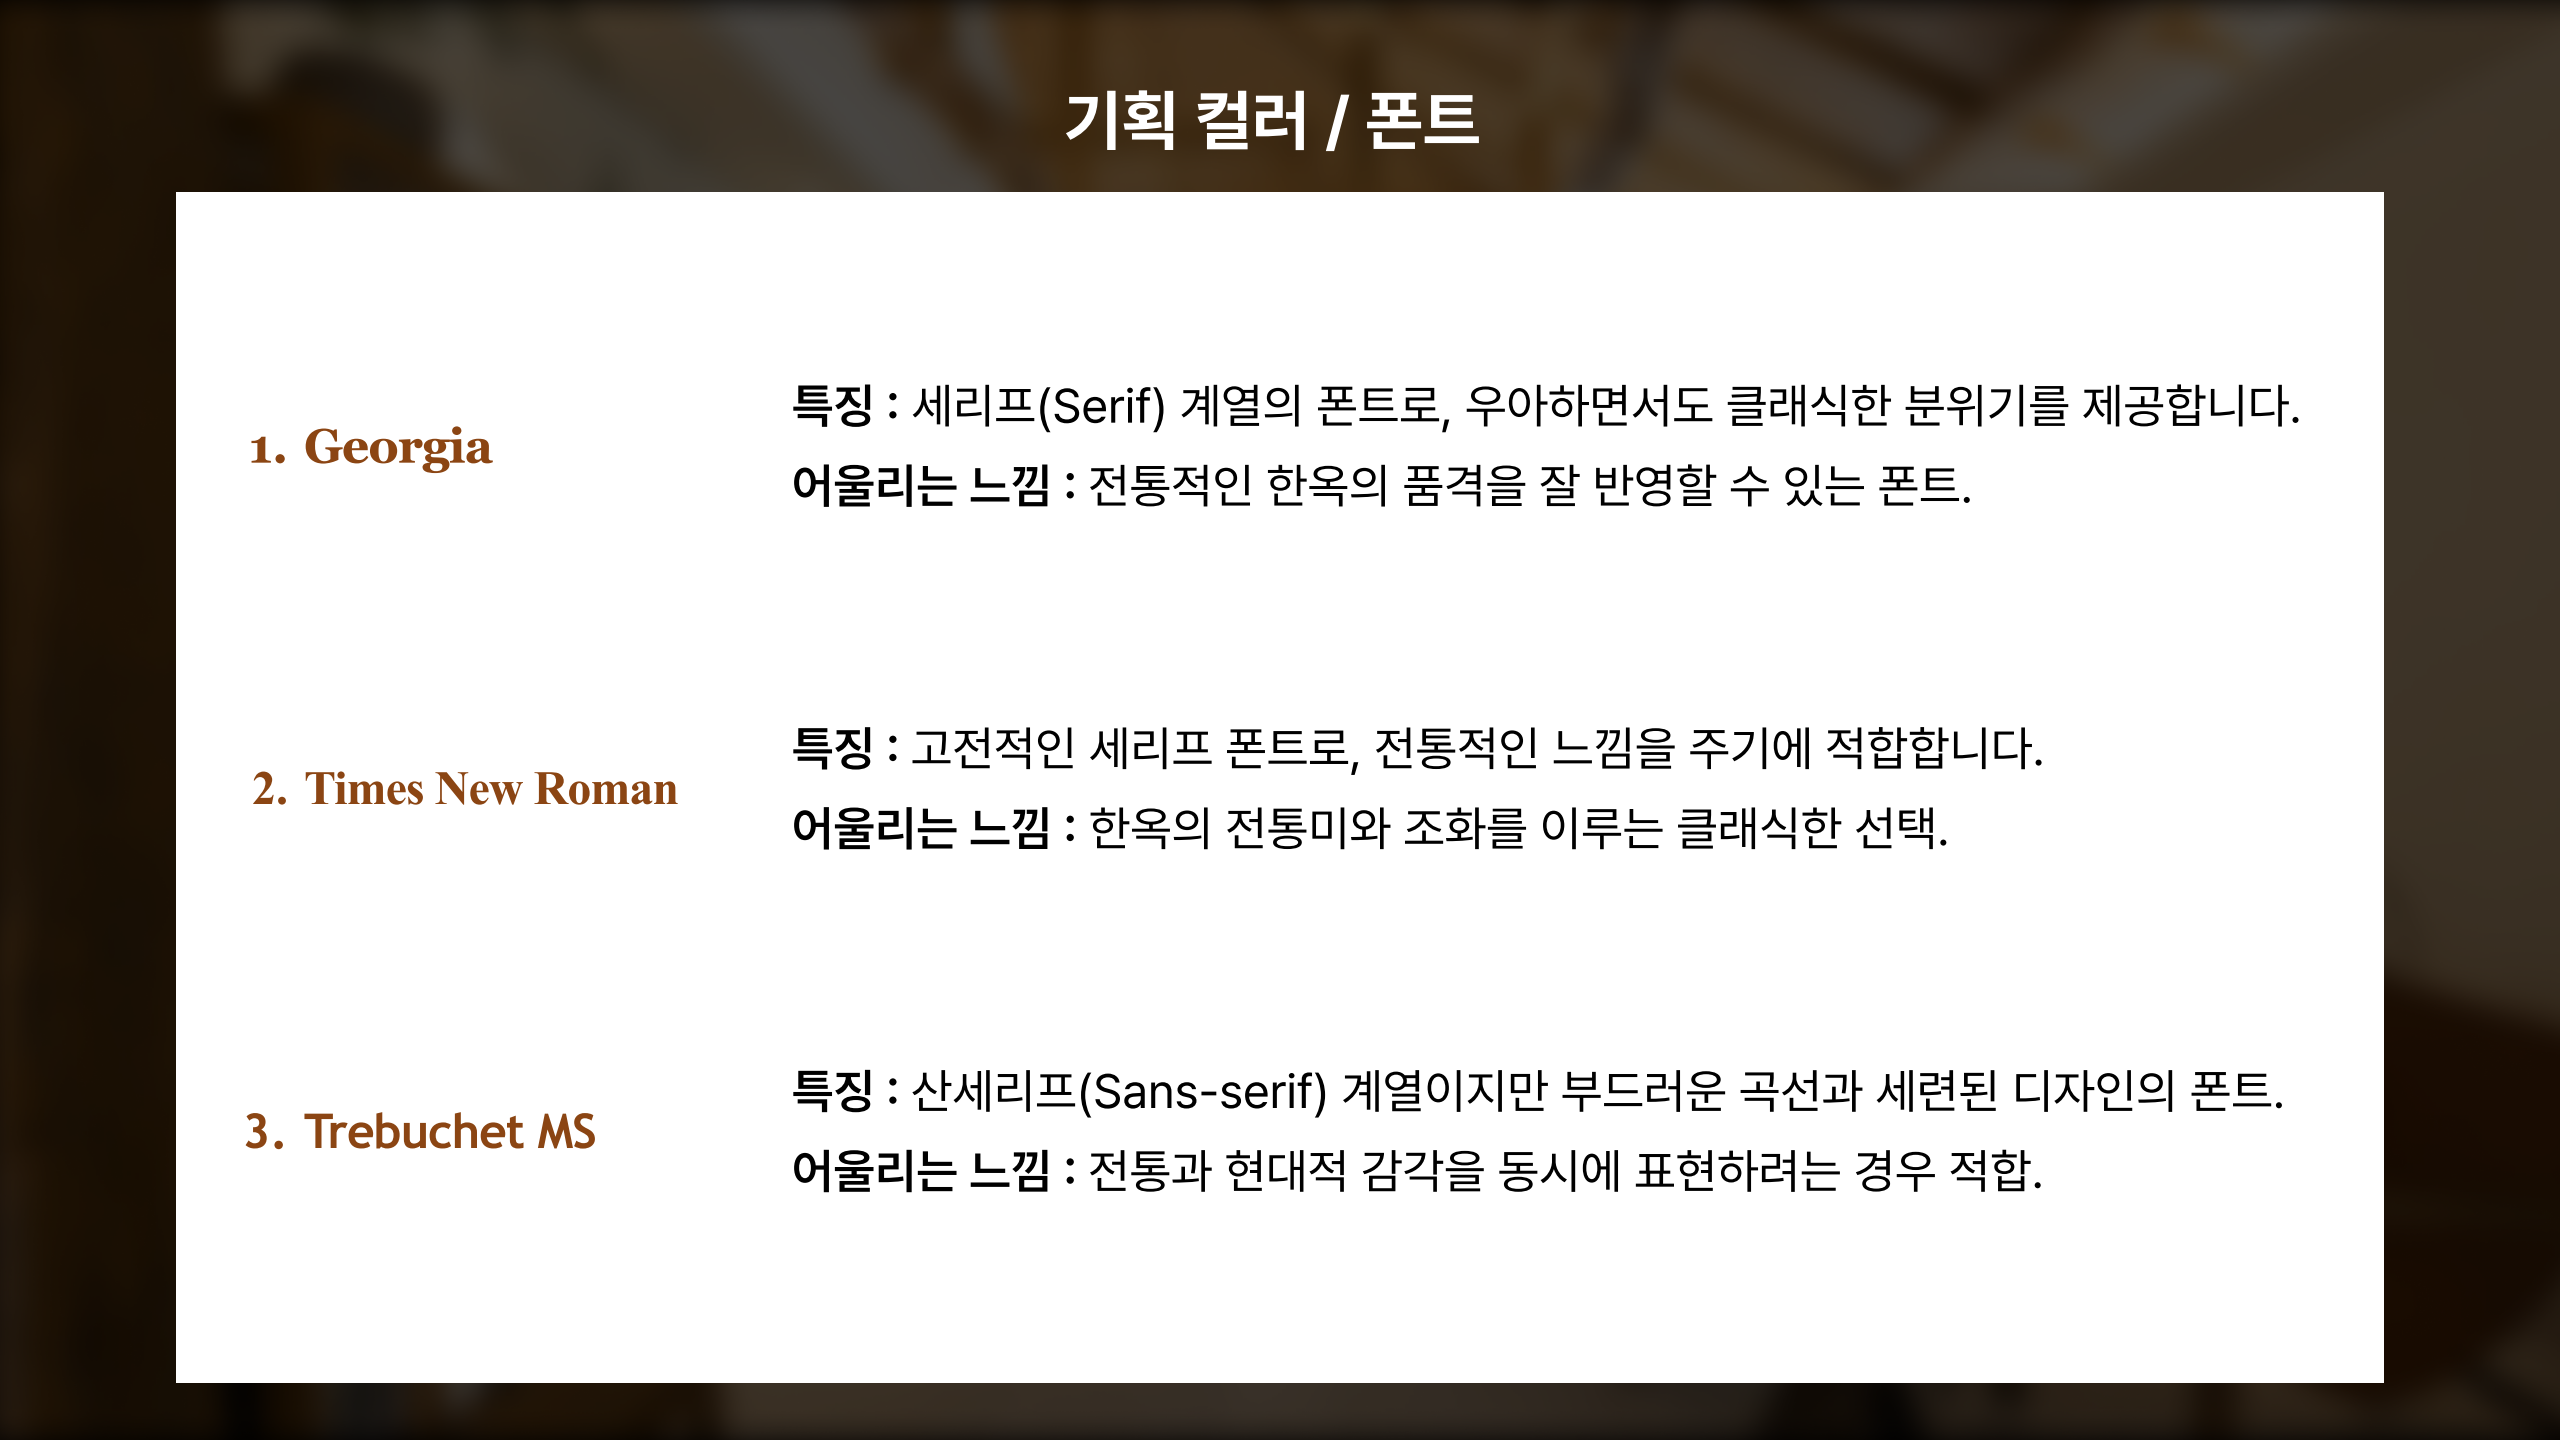 기획 컬러 / 폰트
1. Georgia
특징 : 세리프(Serif) 계열의 폰트로, 우아하면서도 클래식한 분위기를 제공합니다.
어울리는 느낌 : 전통적인 한옥의 품격을 잘 반영할 수 있는 폰트.
2. Times New Roman
특징 : 고전적인 세리프 폰트로, 전통적인 느낌을 주기에 적합합니다.
어울리는 느낌 : 한옥의 전통미와 조화를 이루는 클래식한 선택.
3. Trebuchet MS
특징 : 산세리프(Sans-serif) 계열이지만 부드러운 곡선과 세련된 디자인의 폰트.
어울리는 느낌 : 전통과 현대적 감각을 동시에 표현하려는 경우 적합.